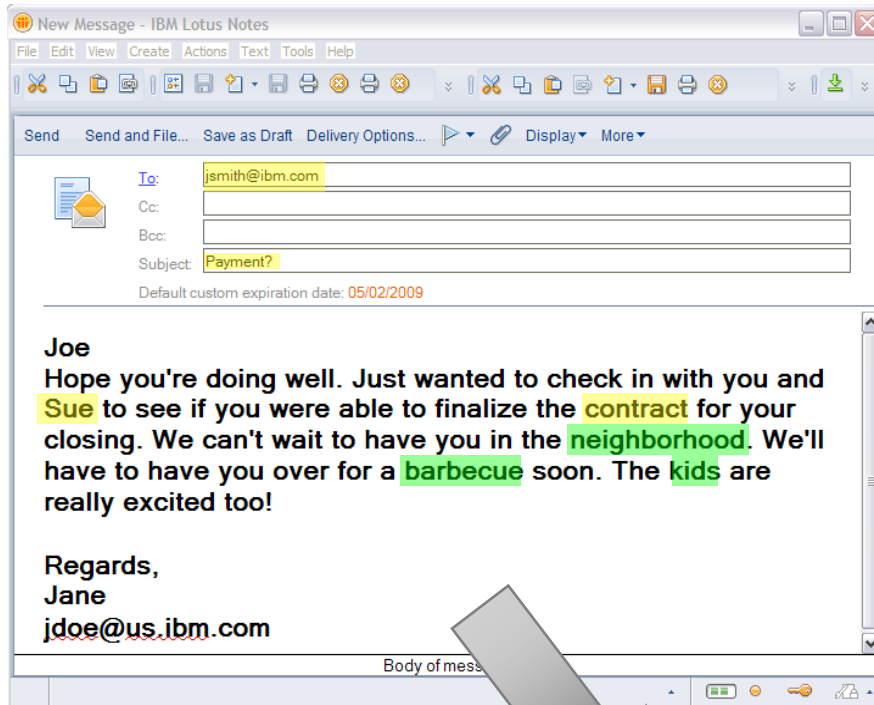 New Message - IBM Lotus Notes
File Edit View Create Actions Text Tools Help
Send Send and File... Save as Draft Delivery Options... Display More
To: jsmith@ibm.com
Cc:
Bcc:
Subject: Payment?
Default custom expiration date: 05/02/2009
Joe
Hope you're doing well. Just wanted to check in with you and
Sue to see if you were able to finalize the contract for your
closing. We can't wait to have you in the neighborhood. We'll
have to have you over for a barbecue soon. The kids are
really excited too!
Regards,
Jane
jdoe@us.ibm.com
Body of mess